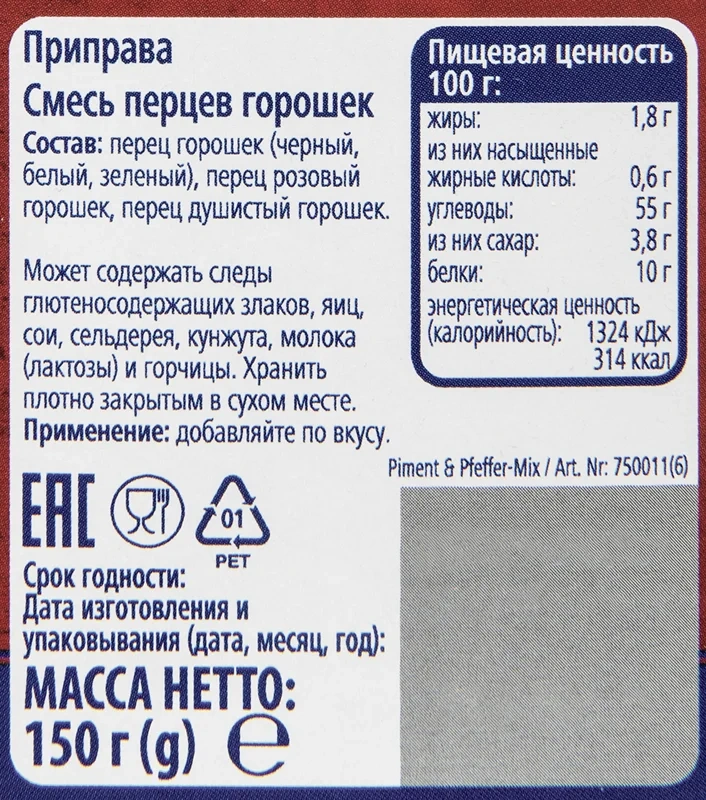 Приправа
Смесь перцев горошек
Состав: перец горошек (черный,
белый, зеленый), перец розовый
горошек, перец душистый горошек.
Может содержать следы
глютеносодержащих злаков, яиц,
сои, сельдерея, кунжута, молока
(лактозы) и горчицы. Хранить
плотно закрытым в сухом месте.
Применение: добавляйте по вкусу.
Пищевая ценность
100 г:
жиры: 1,8 г
из них насыщенные
жирные кислоты: 0,6 г
углеводы: 55 г
из них сахар: 3,8 г
белки: 10 г
энергетическая ценность
(калорийность): 1324 кДж
314 ккал
Piment & Pfeffer-Mix / Art. Nr: 750011(6)
EAC
01
PET
Срок годности:
Дата изготовления и
упаковывания (дата, месяц, год):
МАССА НЕТТО:
150 г (g) e